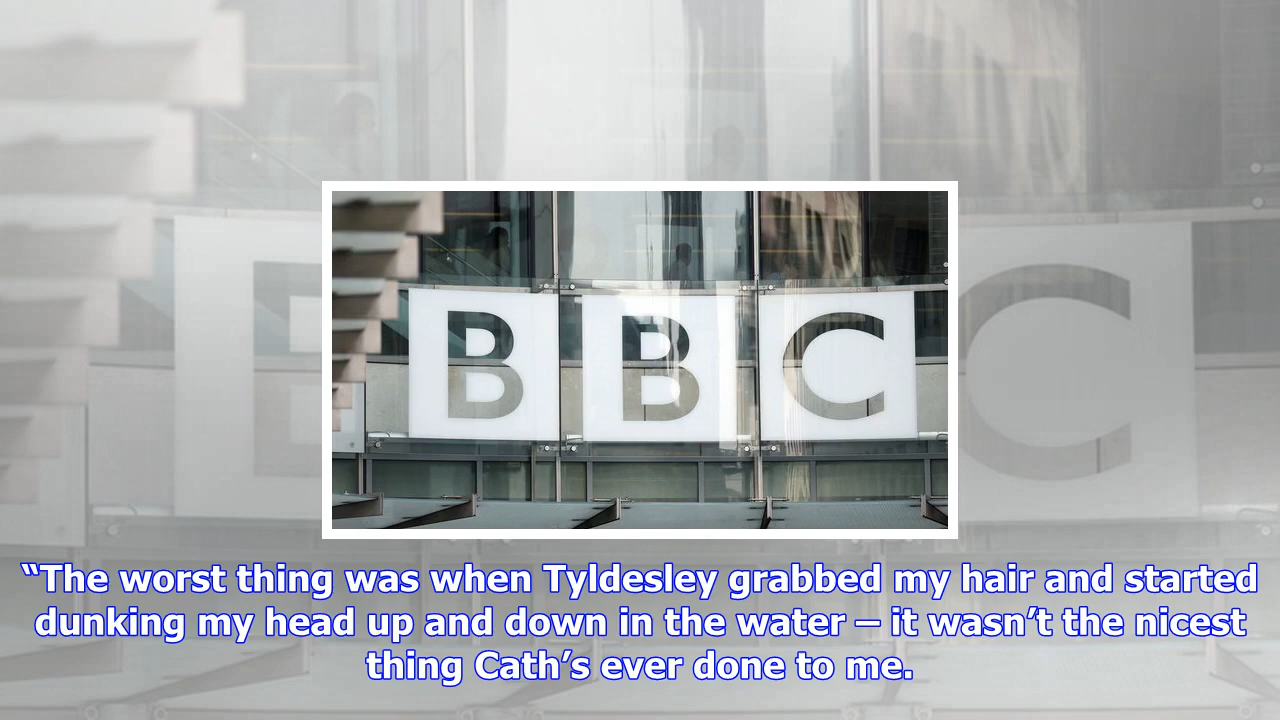 BBC
“The worst thing was when Tyldesley grabbed my hair and started
dunking my head up and down in the water – it wasn’t the nicest
thing Cath’s ever done to me.